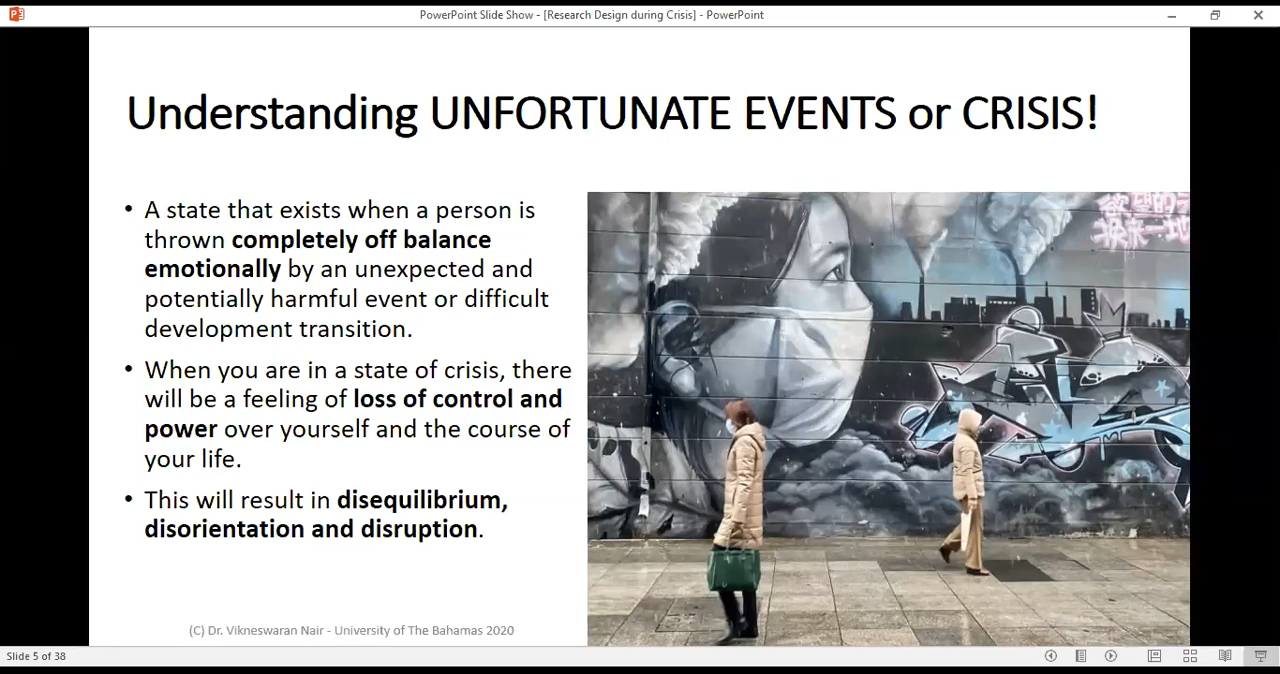 PowerPoint Slide Show - [Research Design during Crisis] - PowerPoint
Understanding UNFORTUNATE EVENTS or CRISIS!
• A state that exists when a person is
thrown completely off balance
emotionally by an unexpected and
potentially harmful event or difficult
development transition.
• When you are in a state of crisis, there
will be a feeling of loss of control and
power over yourself and the course of
your life.
• This will result in disequilibrium,
disorientation and disruption.
(C) Dr. Vikneswaran Nair - University of The Bahamas 2020
Slide 5 of 38